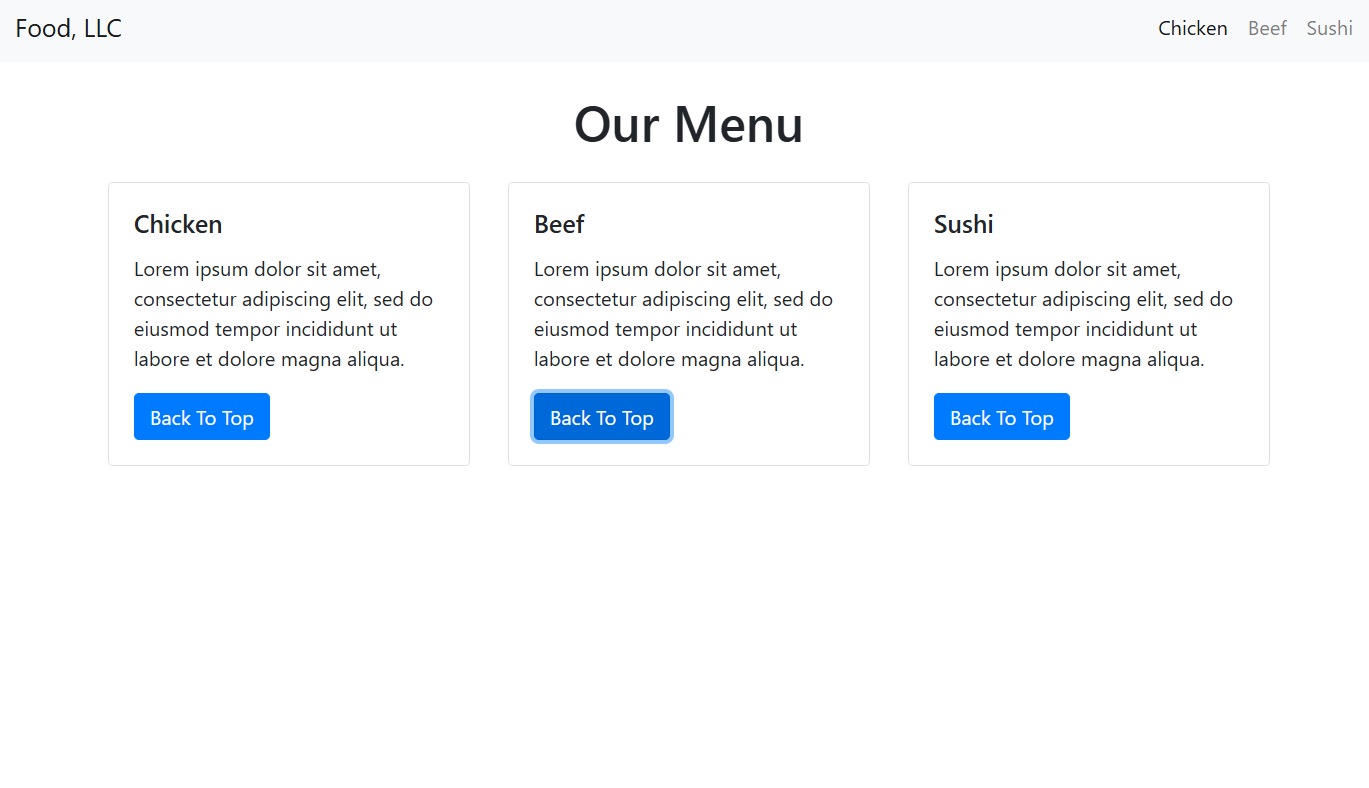 Food, LLC
Chicken
Beef
Sushi
Our Menu
Chicken
Lorem ipsum dolor sit amet,
consectetur adipiscing elit, sed do
eiusmod tempor incididunt ut
labore et dolore magna aliqua.
Back To Top
Beef
Lorem ipsum dolor sit amet,
consectetur adipiscing elit, sed do
eiusmod tempor incididunt ut
labore et dolore magna aliqua.
Back To Top
Sushi
Lorem ipsum dolor sit amet,
consectetur adipiscing elit, sed do
eiusmod tempor incididunt ut
labore et dolore magna aliqua.
Back To Top